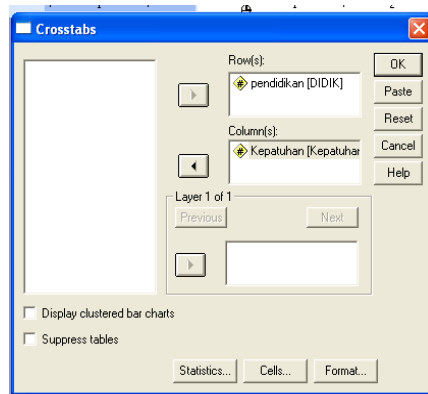 Crosstabs
Row(s):
pendidikan [DIDIK]
Column(s):
Kepatuhan [Kepatuhan
Layer 1 of 1
Previous
Next
Display clustered bar charts
Suppress tables
Statistics...
Cells...
Format...
OK
Paste
Reset
Cancel
Help